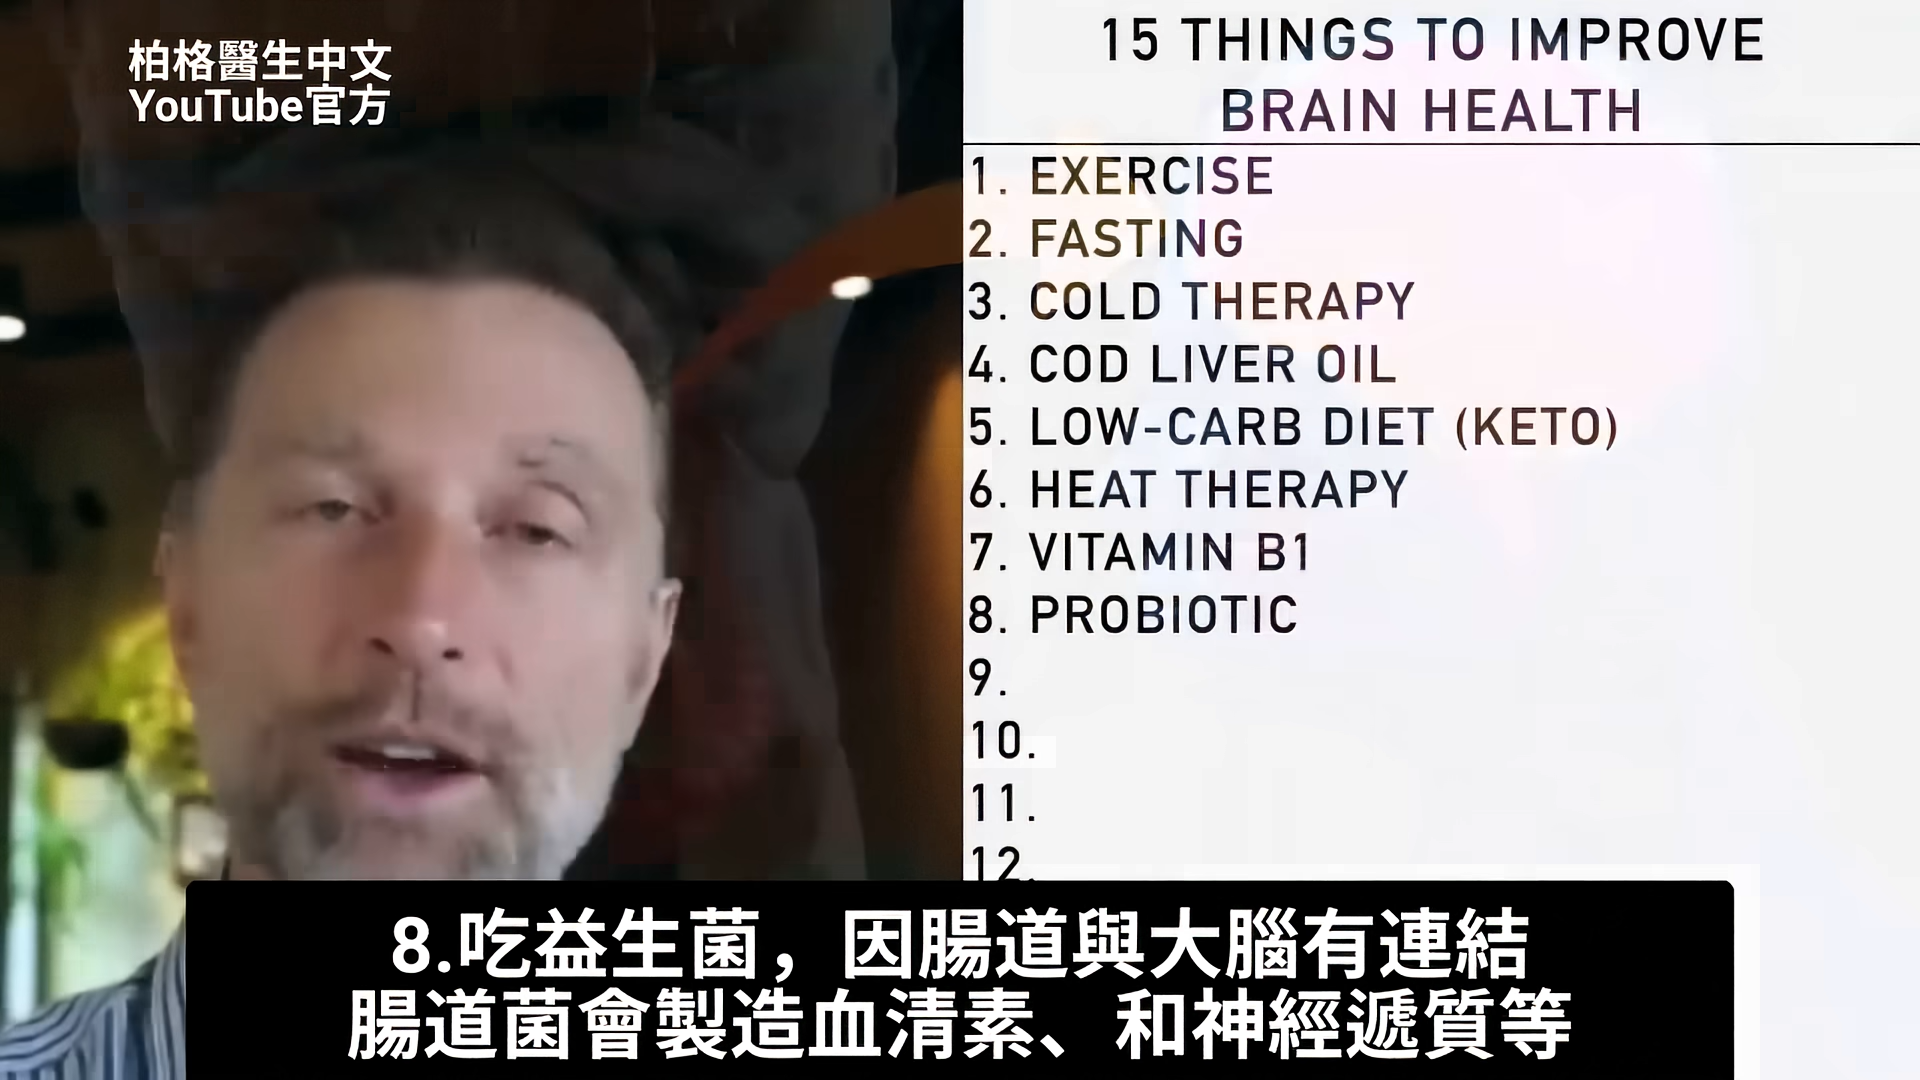 柏格醫生中文
YouTube官方
15 THINGS TO IMPROVE
BRAIN HEALTH
1. EXERCISE
2. FASTING
3. COLD THERAPY
4. COD LIVER OIL
5. LOW-CARB DIET (KETO)
6. HEAT THERAPY
7. VITAMIN B1
8. PROBIOTIC
9.
10.
11.
12.
8.吃益生菌，因腸道與大腦有連結
腸道菌會製造血清素、和神經遞質等